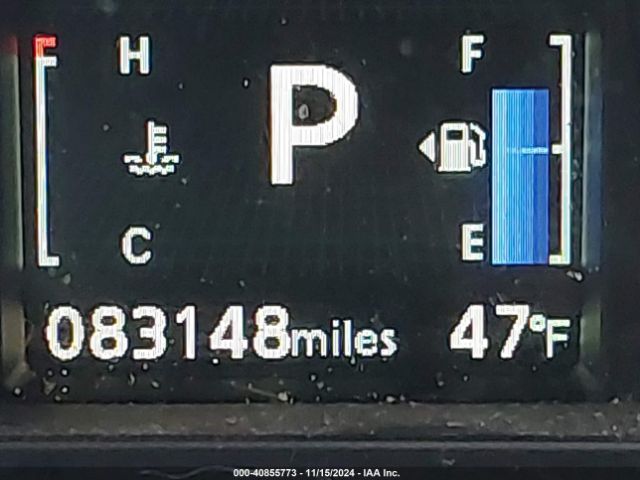 H P F
C E
083148miles 47°F
000-40855773 - 11/15/2024 - IAA Inc.